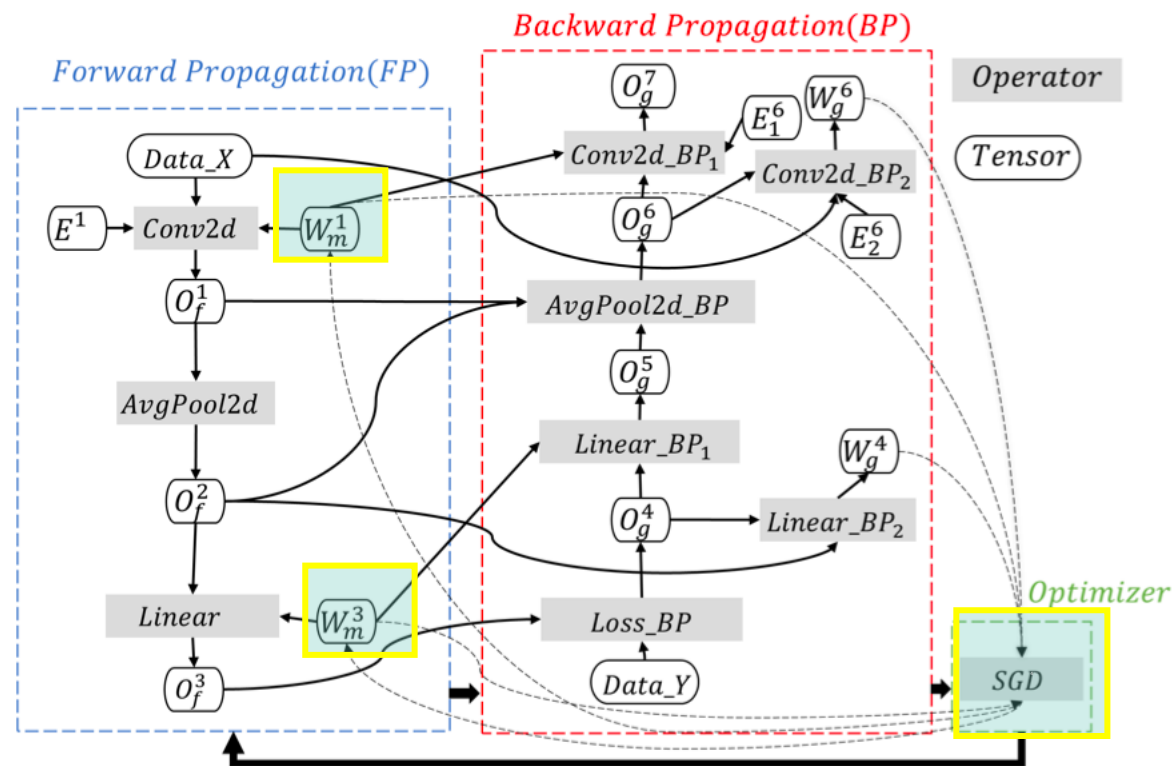 Backward Propagation(BP)
Forward Propagation(FP)
Operator
Tensor
Data_X
E^1
Conv2d
W_m^1
O_f^1
AvgPool2d
O_f^2
Linear
W_m^3
O_f^3
O_g^7
E_1^6
W_g^6
Conv2d_BP_1
Conv2d_BP_2
O_g^6
E_2^6
AvgPool2d_BP
O_g^5
Linear_BP_1
W_g^4
O_g^4
Linear_BP_2
Loss_BP
Data_Y
Optimizer
SGD